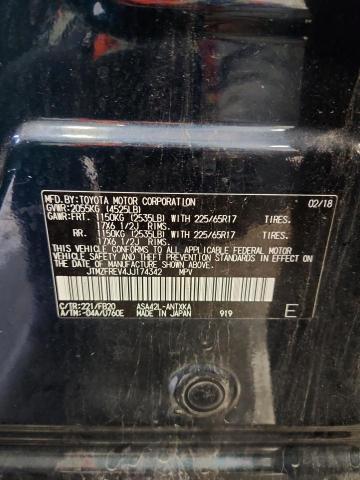 MFD.BY:TOYOTA MOTOR CORPORATION 02/18
GVWR:2055KG (4525LB)
GAWR:FRT. 1150KG (2535LB) WITH 225/65R17 TIRES.
17X6 1/2J RIMS.
RR. 1150KG (2535LB) WITH 225/65R17 TIRES.
17X6 1/2J RIMS.
THIS VEHICLE CONFORMS TO ALL APPLICABLE FEDERAL MOTOR
VEHICLE SAFETY AND THEFT PREVENTION STANDARDS IN
EFFECT ON THE DATE OF MANUFACTURE SHOWN ABOVE.
JTMZFREV4JJ174342 MPV
C/TR:221/FB20 ASA42L-ANTXKA
A/TM:-04A/U760E MADE IN JAPAN 919 E